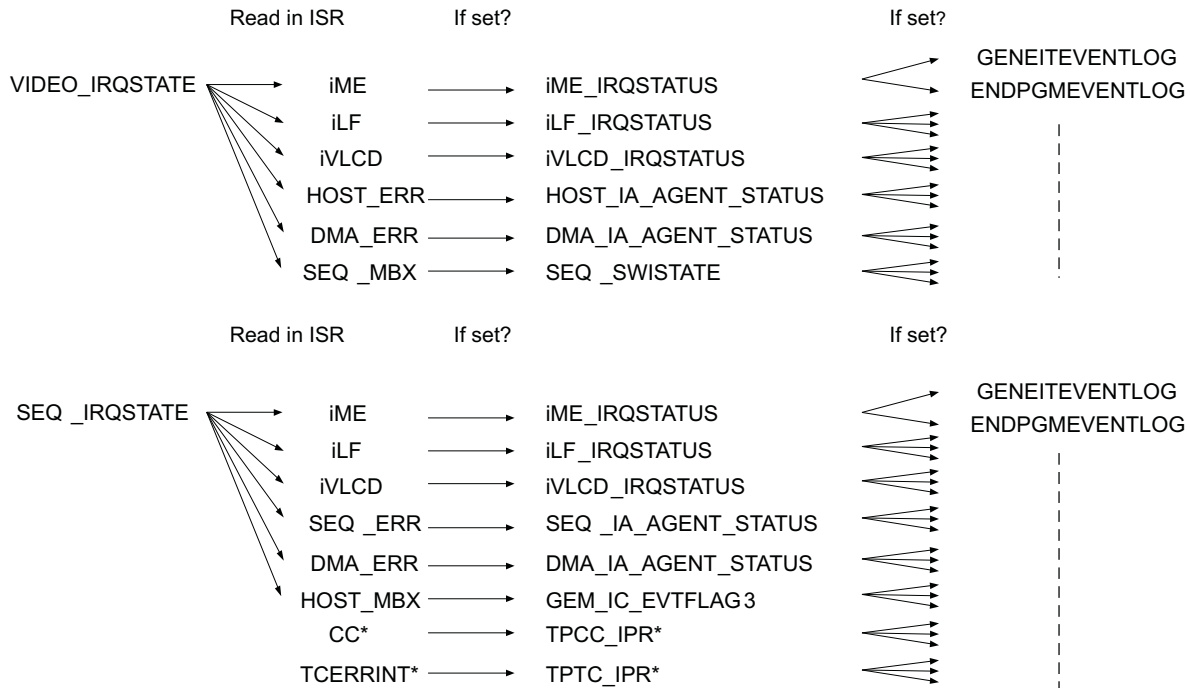 Read in ISR If set? If set?
GENEITEVENTLOG
VIDEO_IRQSTATE iME iME_IRQSTATUS ENDPGMEVENTLOG
iLF iLF_IRQSTATUS
iVLCD iVLCD_IRQSTATUS
HOST_ERR HOST_IA_AGENT_STATUS
DMA_ERR DMA_IA_AGENT_STATUS
SEQ _MBX SEQ _SWISTATE
Read in ISR If set? If set?
GENEITEVENTLOG
SEQ _IRQSTATE iME iME_IRQSTATUS ENDPGMEVENTLOG
iLF iLF_IRQSTATUS
iVLCD iVLCD_IRQSTATUS
SEQ _ERR SEQ _IA_AGENT_STATUS
DMA_ERR DMA_IA_AGENT_STATUS
HOST_MBX GEM_IC_EVTFLAG3
CC* TPCC_IPR*
TCERRINT* TPTC_IPR*